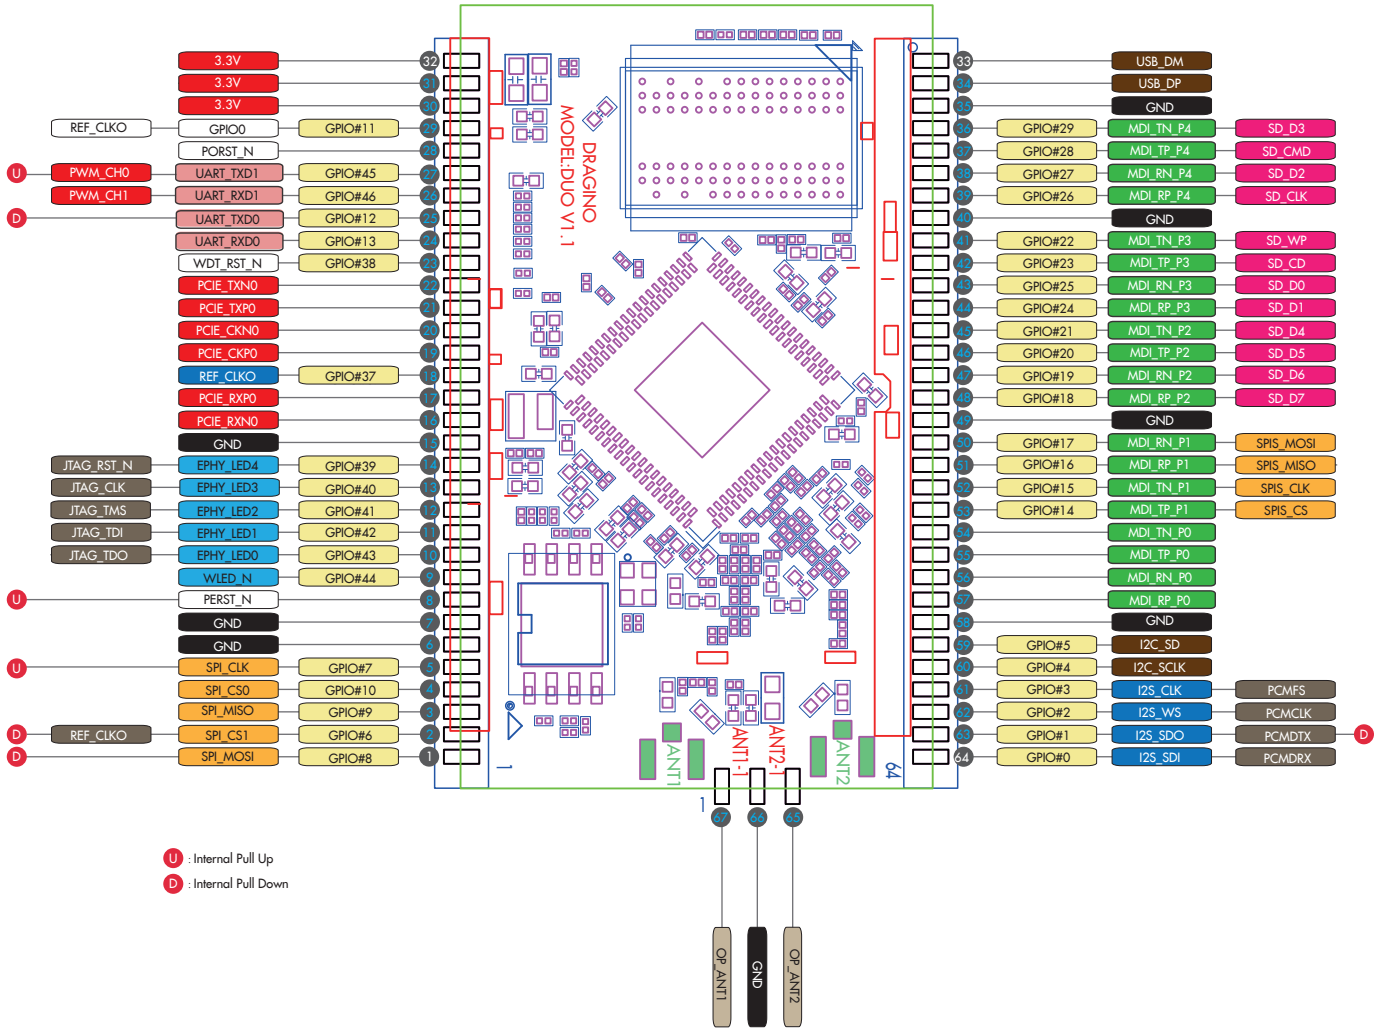 3.3V 32
3.3V 31
3.3V 30
REF_CLKO GPIO0 GPIO#11 29
PORST_N 28
U PWM_CH0 UART_TXD1 GPIO#45 27
PWM_CH1 UART_RXD1 GPIO#46 26
D UART_TXD0 GPIO#12 25
UART_RXD0 GPIO#13 24
WDT_RST_N GPIO#38 23
PCIE_TXN0 22
PCIE_TXP0 21
PCIE_CKN0 20
PCIE_CKP0 19
REF_CLKO GPIO#37 18
PCIE_RXP0 17
PCIE_RXN0 16
GND 15
JTAG_RST_N EPHY_LED4 GPIO#39 14
JTAG_CLK EPHY_LED3 GPIO#40 13
JTAG_TMS EPHY_LED2 GPIO#41 12
JTAG_TDI EPHY_LED1 GPIO#42 11
JTAG_TDO EPHY_LED0 GPIO#43 10
WLED_N GPIO#44 9
U PERST_N 8
GND 7
GND 6
U SPI_CLK GPIO#7 5
SPI_CS0 GPIO#10 4
SPI_MISO GPIO#9 3
D REF_CLKO SPI_CS1 GPIO#6 2
D SPI_MOSI GPIO#8 1
DRAGINO
MODEL:DUO V1.1
1
ANT1
ANT1-1
ANT2-1
ANT2
64
1
33 USB_DM
34 USB_DP
35 GND
36 GPIO#29 MDI_TN_P4 SD_D3
37 GPIO#28 MDI_TP_P4 SD_CMD
38 GPIO#27 MDI_RN_P4 SD_D2
39 GPIO#26 MDI_RP_P4 SD_CLK
40 GND
41 GPIO#22 MDI_TN_P3 SD_WP
42 GPIO#23 MDI_TP_P3 SD_CD
43 GPIO#25 MDI_RN_P3 SD_D0
44 GPIO#24 MDI_RP_P3 SD_D1
45 GPIO#21 MDI_TN_P2 SD_D4
46 GPIO#20 MDI_TP_P2 SD_D5
47 GPIO#19 MDI_RN_P2 SD_D6
48 GPIO#18 MDI_RP_P2 SD_D7
49 GND
50 GPIO#17 MDI_RN_P1 SPIS_MOSI
51 GPIO#16 MDI_RP_P1 SPIS_MISO
52 GPIO#15 MDI_TN_P1 SPIS_CLK
53 GPIO#14 MDI_TP_P1 SPIS_CS
54 MDI_TN_P0
55 MDI_TP_P0
56 MDI_RN_P0
57 MDI_RP_P0
58 GND
59 GPIO#5 I2C_SD
60 GPIO#4 I2C_SCLK
61 GPIO#3 I2S_CLK PCMFS
62 GPIO#2 I2S_WS PCMCLK
63 GPIO#1 I2S_SDO PCMDTX D
64 GPIO#0 I2S_SDI PCMDRX
67 66 65
OP_ANT1
GND
OP_ANT2
U : Internal Pull Up
D : Internal Pull Down